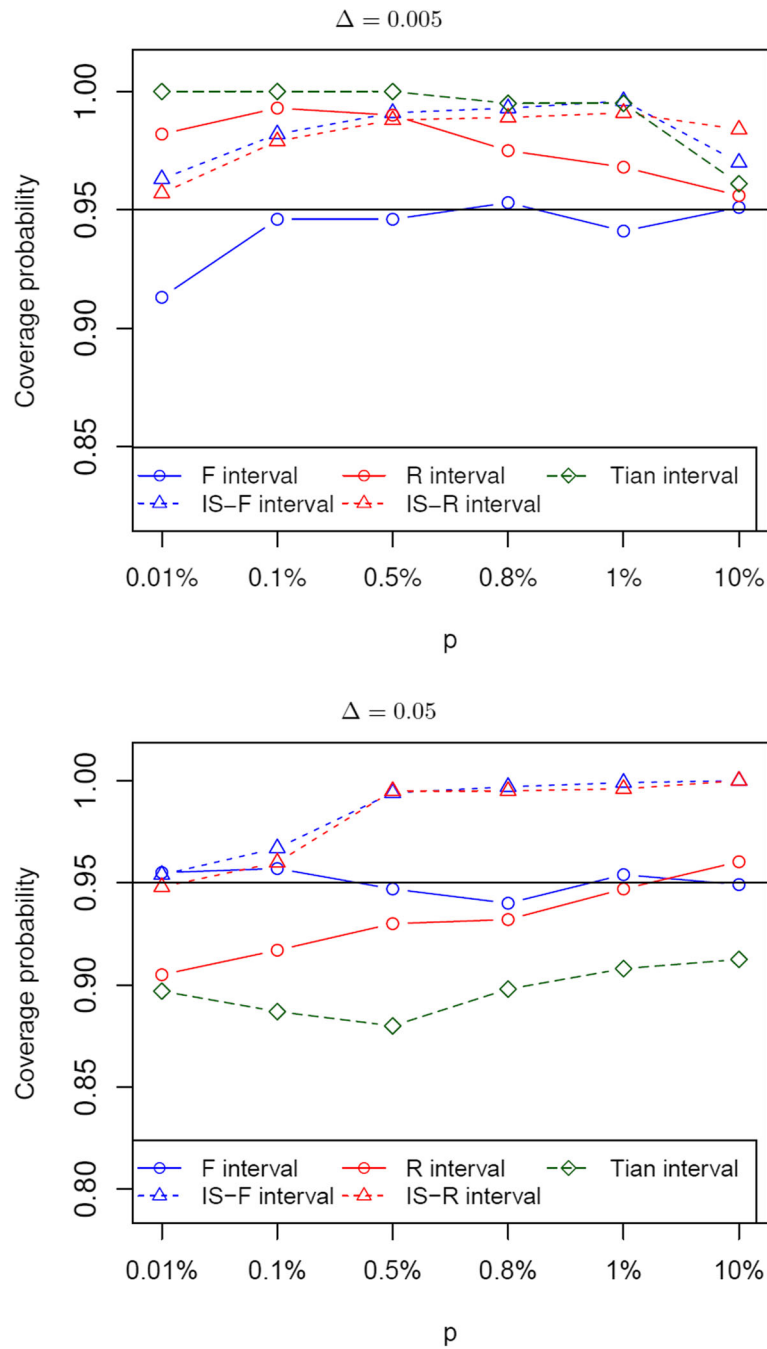 Δ = 0.005
Coverage probability
1.00
0.95
0.90
0.85
F interval
R interval
Tian interval
IS−F interval
IS−R interval
0.01%
0.1%
0.5%
0.8%
1%
10%
p
Δ = 0.05
Coverage probability
1.00
0.95
0.90
0.85
0.80
F interval
R interval
Tian interval
IS−F interval
IS−R interval
0.01%
0.1%
0.5%
0.8%
1%
10%
p